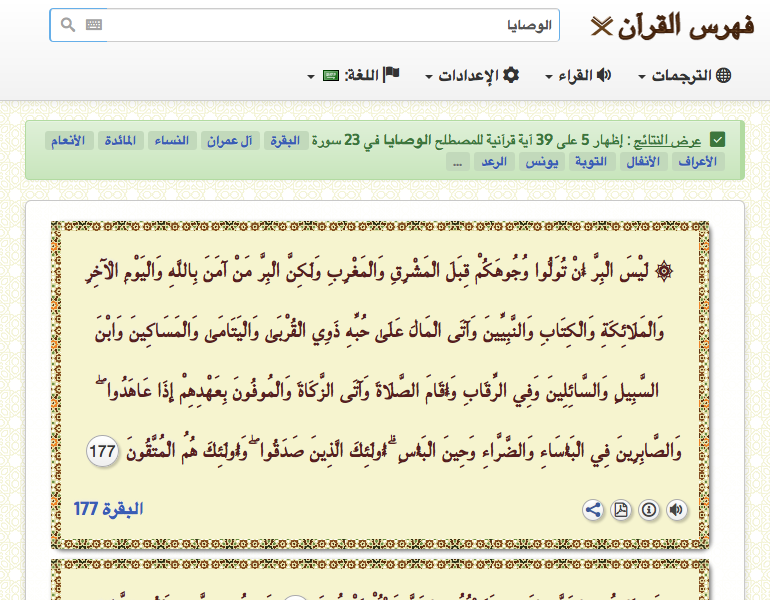 فهرس القرآن
الوصايا
الترجمات
القراء
الإعدادات
اللغة:
عرض النتائج : إظهار 5 على 39 آية قرآنية للمصطلح الوصايا في 23 سورة البقرة آل عمران النساء المائدة الأنعام
الأعراف الأنفال التوبة يونس الرعد ...
۞ لَيْسَ الْبِرَّ أَنْ تُوَلُّوا وُجُوهَكُمْ قِبَلَ الْمَشْرِقِ وَالْمَغْرِبِ وَلَٰكِنَّ الْبِرَّ مَنْ آمَنَ بِاللَّهِ وَالْيَوْمِ الْآخِرِ
وَالْمَلَائِكَةِ وَالْكِتَابِ وَالنَّبِيِّينَ وَآتَى الْمَالَ عَلَىٰ حُبِّهِ ذَوِي الْقُرْبَىٰ وَالْيَتَامَىٰ وَالْمَسَاكِينَ وَابْنَ
السَّبِيلِ وَالسَّائِلِينَ وَفِي الرِّقَابِ وَأَقَامَ الصَّلَاةَ وَآتَى الزَّكَاةَ وَالْمُوفُونَ بِعَهْدِهِمْ إِذَا عَاهَدُوا ۖ
وَالصَّابِرِينَ فِي الْبَأْسَاءِ وَالضَّرَّاءِ وَحِينَ الْبَأْسِ ۗ أُولَٰئِكَ الَّذِينَ صَدَقُوا ۖ وَأُولَٰئِكَ هُمُ الْمُتَّقُونَ 177
البقرة 177